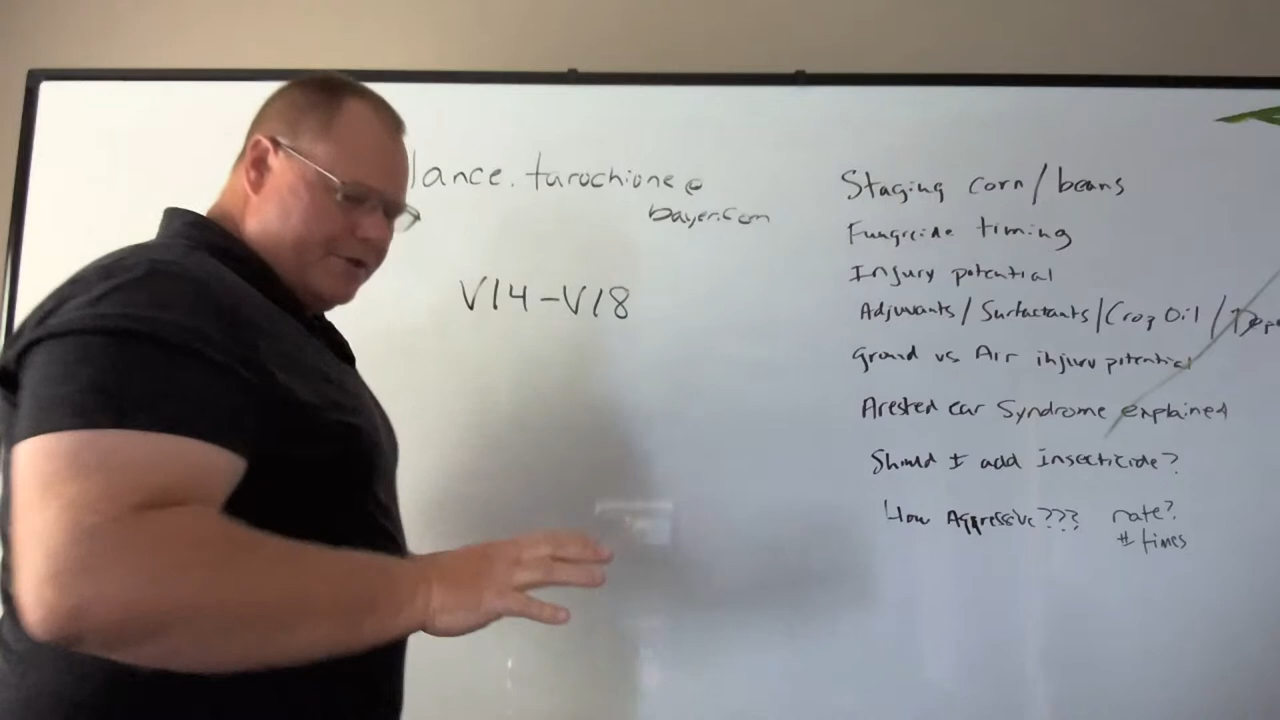 lance.tarochione@
bayer.com
V14-V18
Staging corn/beans
Fungicide timing
Injury potential
Adjuvants/Surfactants/Crop Oil/
Ground vs Air injury potential
Arested ear Syndrome explained
Should I add Insecticide?
How Aggressive??? rate?
# times